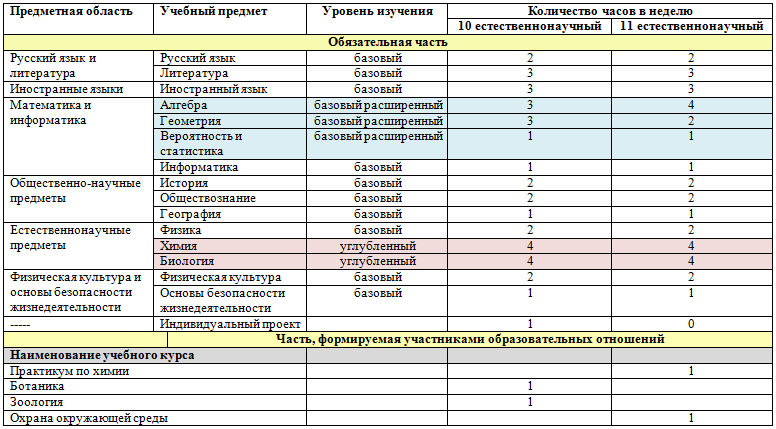 Предметная область Учебный предмет Уровень изучения Количество часов в неделю
10 естественнонаучный 11 естественнонаучный
Обязательная часть
Русский язык и Русский язык базовый 2 2
литература Литература базовый 3 3
Иностранные языки Иностранный язык базовый 3 3
Математика и Алгебра базовый расширенный 3 4
информатика Геометрия базовый расширенный 3 2
Вероятность и базовый расширенный 1 1
статистика
Информатика базовый 1 1
Общественно-научные История базовый 2 2
предметы Обществознание базовый 2 2
География базовый 1 1
Естественнонаучные Физика базовый 2 2
предметы Химия углубленный 4 4
Биология углубленный 4 4
Физическая культура и Физическая культура базовый 2 2
основы безопасности Основы безопасности базовый 1 1
жизнедеятельности жизнедеятельности
----- Индивидуальный проект 1 0
Часть, формируемая участниками образовательных отношений
Наименование учебного курса
Практикум по химии 1
Ботаника 1
Зоология 1
Охрана окружающей среды 1